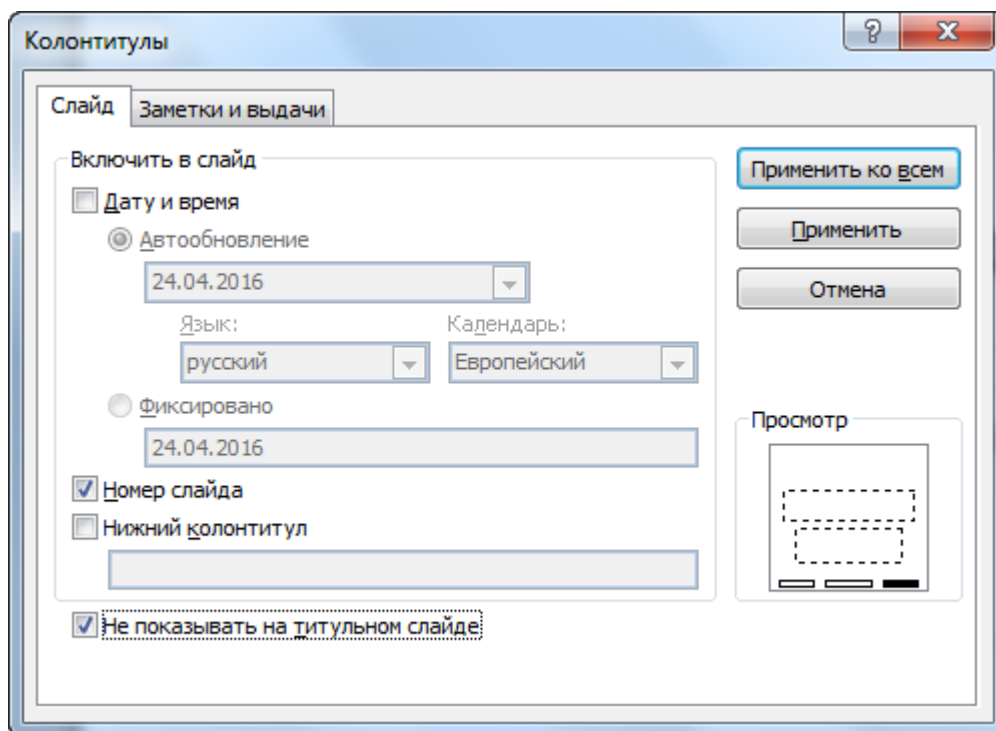 Колонтитулы
Слайд Заметки и выдачи
Включить в слайд
Дату и время
Автообновление
24.04.2016
Язык: Календарь:
русский Европейский
Фиксировано
24.04.2016
Номер слайда
Нижний колонтитул
Не показывать на титульном слайде
Применить ко всем
Применить
Отмена
Просмотр